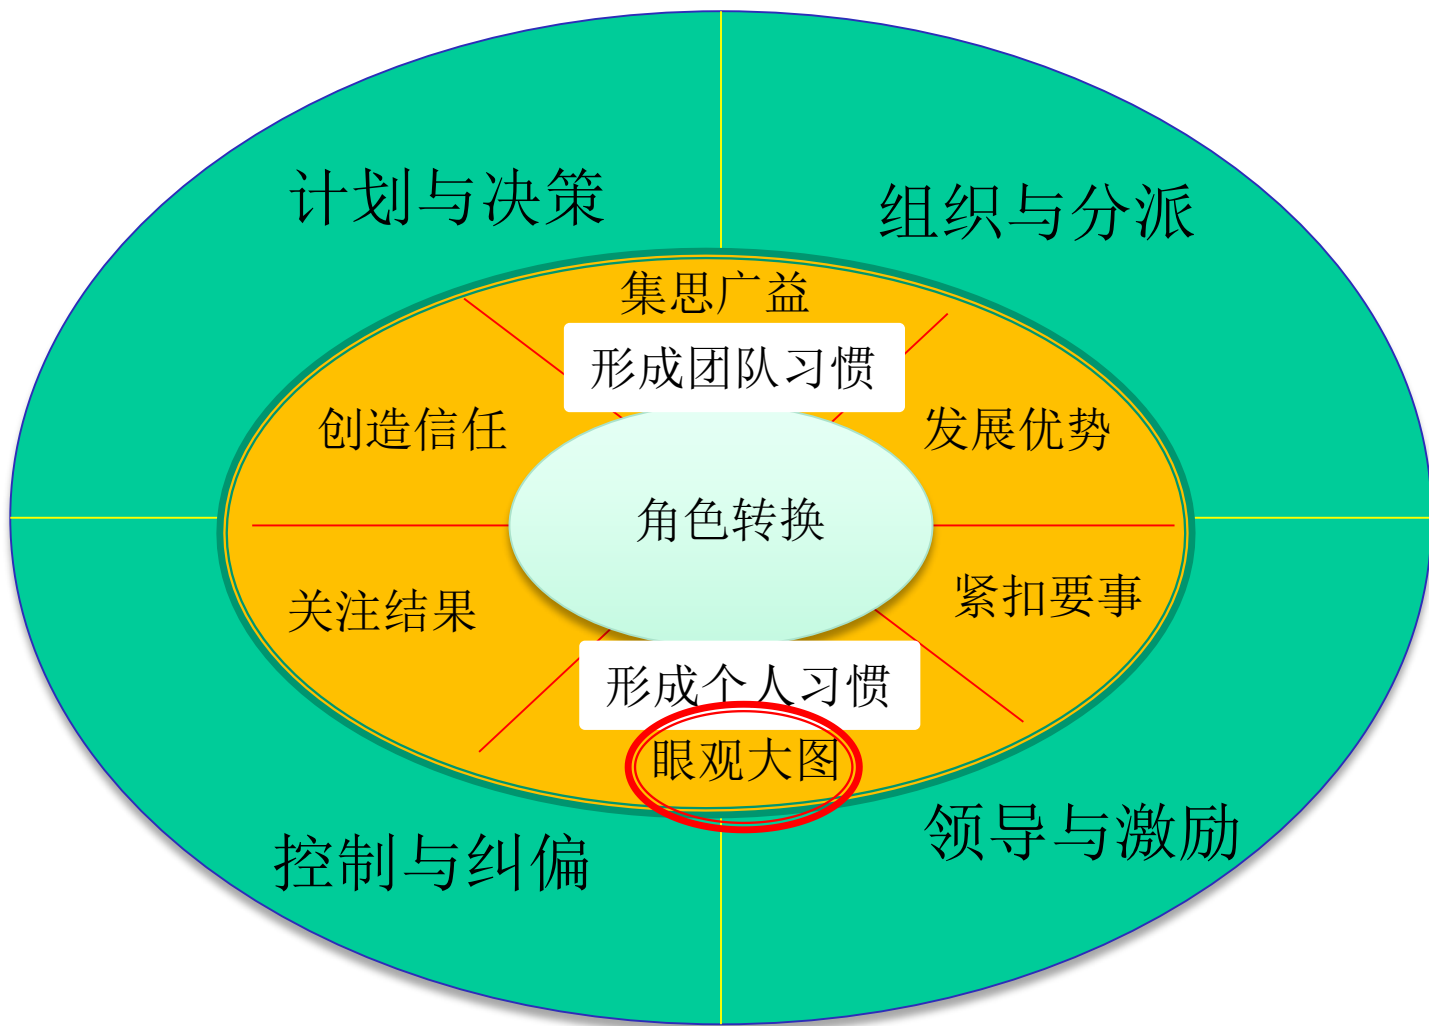 计划与决策
组织与分派
集思广益
形成团队习惯
创造信任
发展优势
角色转换
关注结果
紧扣要事
形成个人习惯
眼观大图
领导与激励
控制与纠偏